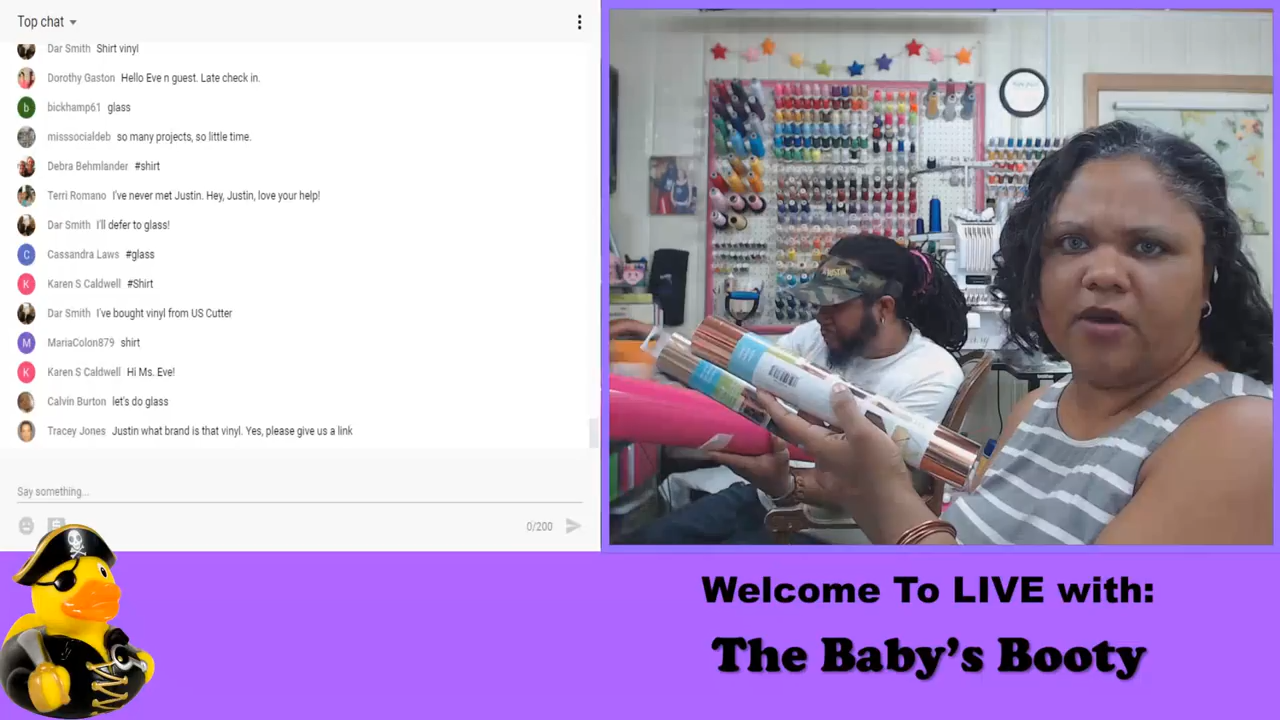 Top chat
Dar Smith Shirt vinyl
Dorothy Gaston Hello Eve n guest. Late check in.
b
bickhamp61 glass
misssocialdeb so many projects, so little time.
Debra Behmlander #shirt
Terri Romano I've never met Justin. Hey, Justin, love your help!
Dar Smith I'll defer to glass!
C
Cassandra Laws #glass
K
Karen S Caldwell #Shirt
Dar Smith I've bought vinyl from US Cutter
M
MariaColon879 shirt
K
Karen S Caldwell Hi Ms. Eve!
Calvin Burton let's do glass
Tracey Jones Justin what brand is that vinyl. Yes, please give us a link
Say something...
0/200
Welcome To LIVE with:
The Baby's Booty